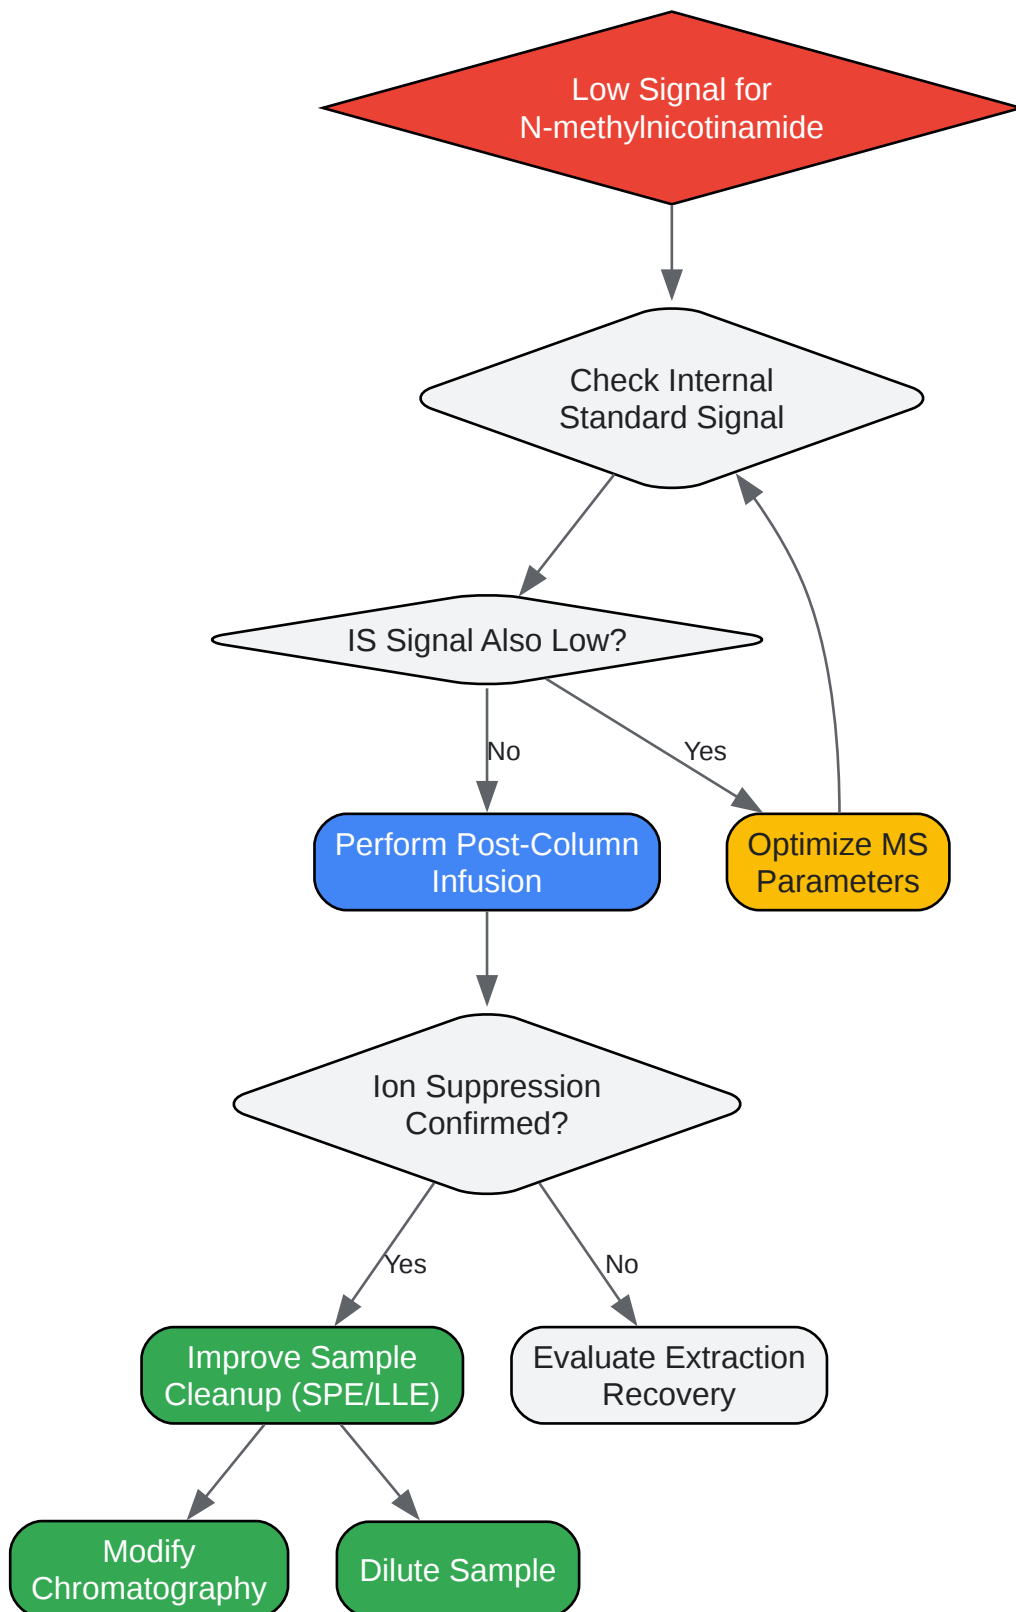 Low Signal for
N-methylnicotinamide
Check Internal
Standard Signal
IS Signal Also Low?
No
Yes
Perform Post-Column
Infusion
Optimize MS
Parameters
Ion Suppression
Confirmed?
Yes
No
Improve Sample
Cleanup (SPE/LLE)
Evaluate Extraction
Recovery
Modify
Chromatography
Dilute Sample